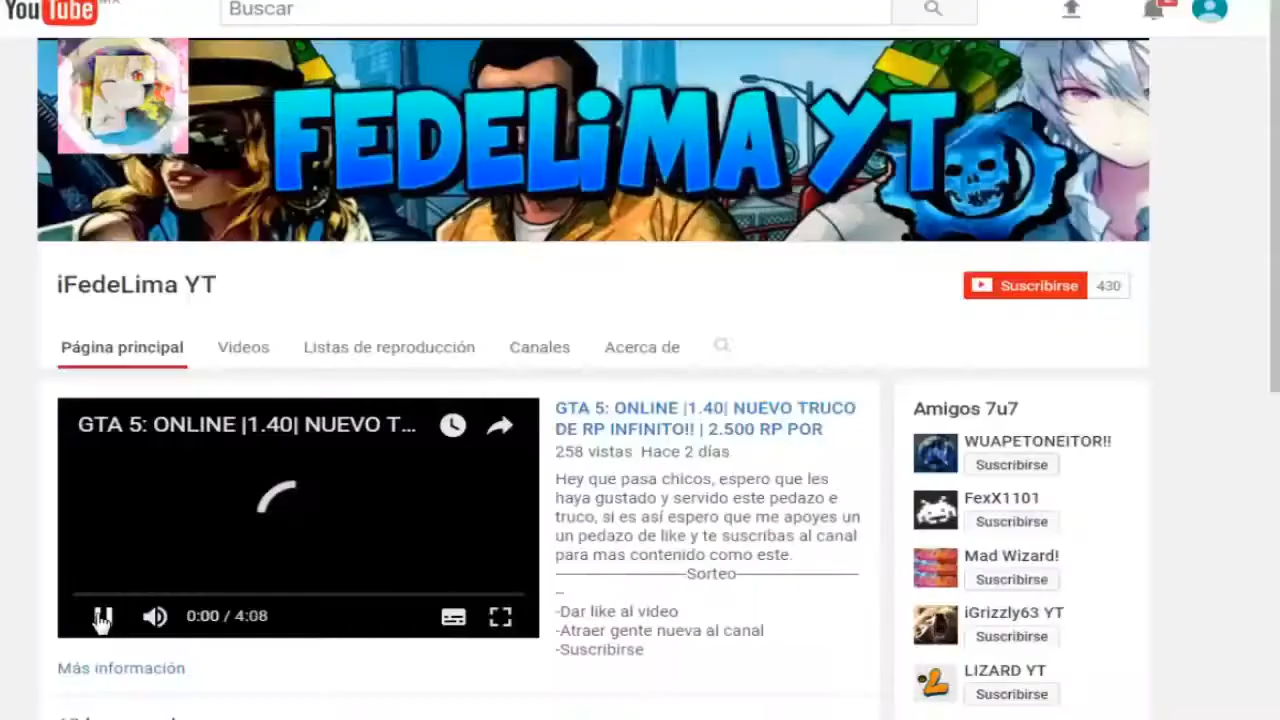 YouTube MX
Buscar
FEDELiMA YT
iFedeLima YT
Suscribirse 430
Página principal Videos Listas de reproducción Canales Acerca de
GTA 5: ONLINE |1.40| NUEVO T...
0:00 / 4:08
Más información
GTA 5: ONLINE |1.40| NUEVO TRUCO
DE RP INFINITO!! | 2.500 RP POR
258 vistas Hace 2 días
Hey que pasa chicos, espero que les
haya gustado y servido este pedazo e
truco, si es así espero que me apoyes un
un pedazo de like y te suscribas al canal
para mas contenido como este.
—————————Sorteo————————
–
-Dar like al video
-Atraer gente nueva al canal
-Suscribirse
Amigos 7u7
WUAPETONEITOR!!
Suscribirse
FexX1101
Suscribirse
Mad Wizard!
Suscribirse
iGrizzly63 YT
Suscribirse
LIZARD YT
Suscribirse